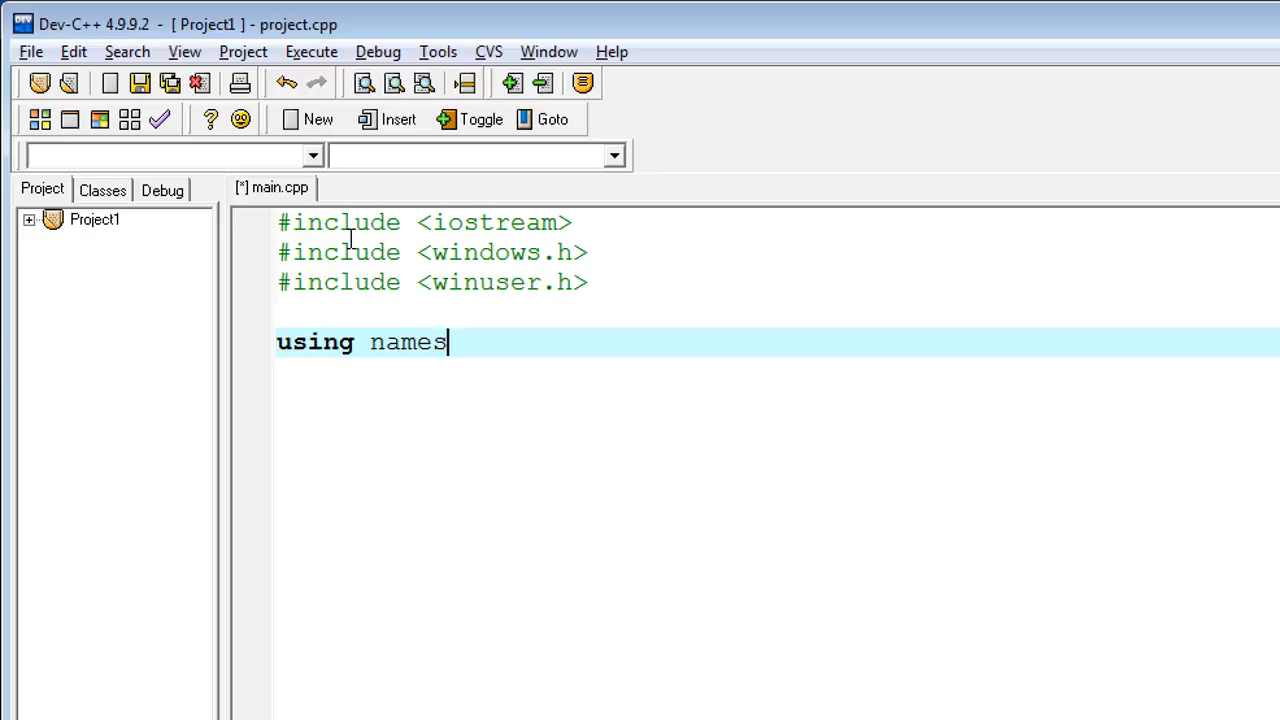 Dev-C++ 4.9.9.2 - [ Project1 ] - project.cpp
File Edit Search View Project Execute Debug Tools CVS Window Help
New Insert Toggle Goto
Project Classes Debug [*] main.cpp
Project1
#include <iostream>
#include <windows.h>
#include <winuser.h>
using names